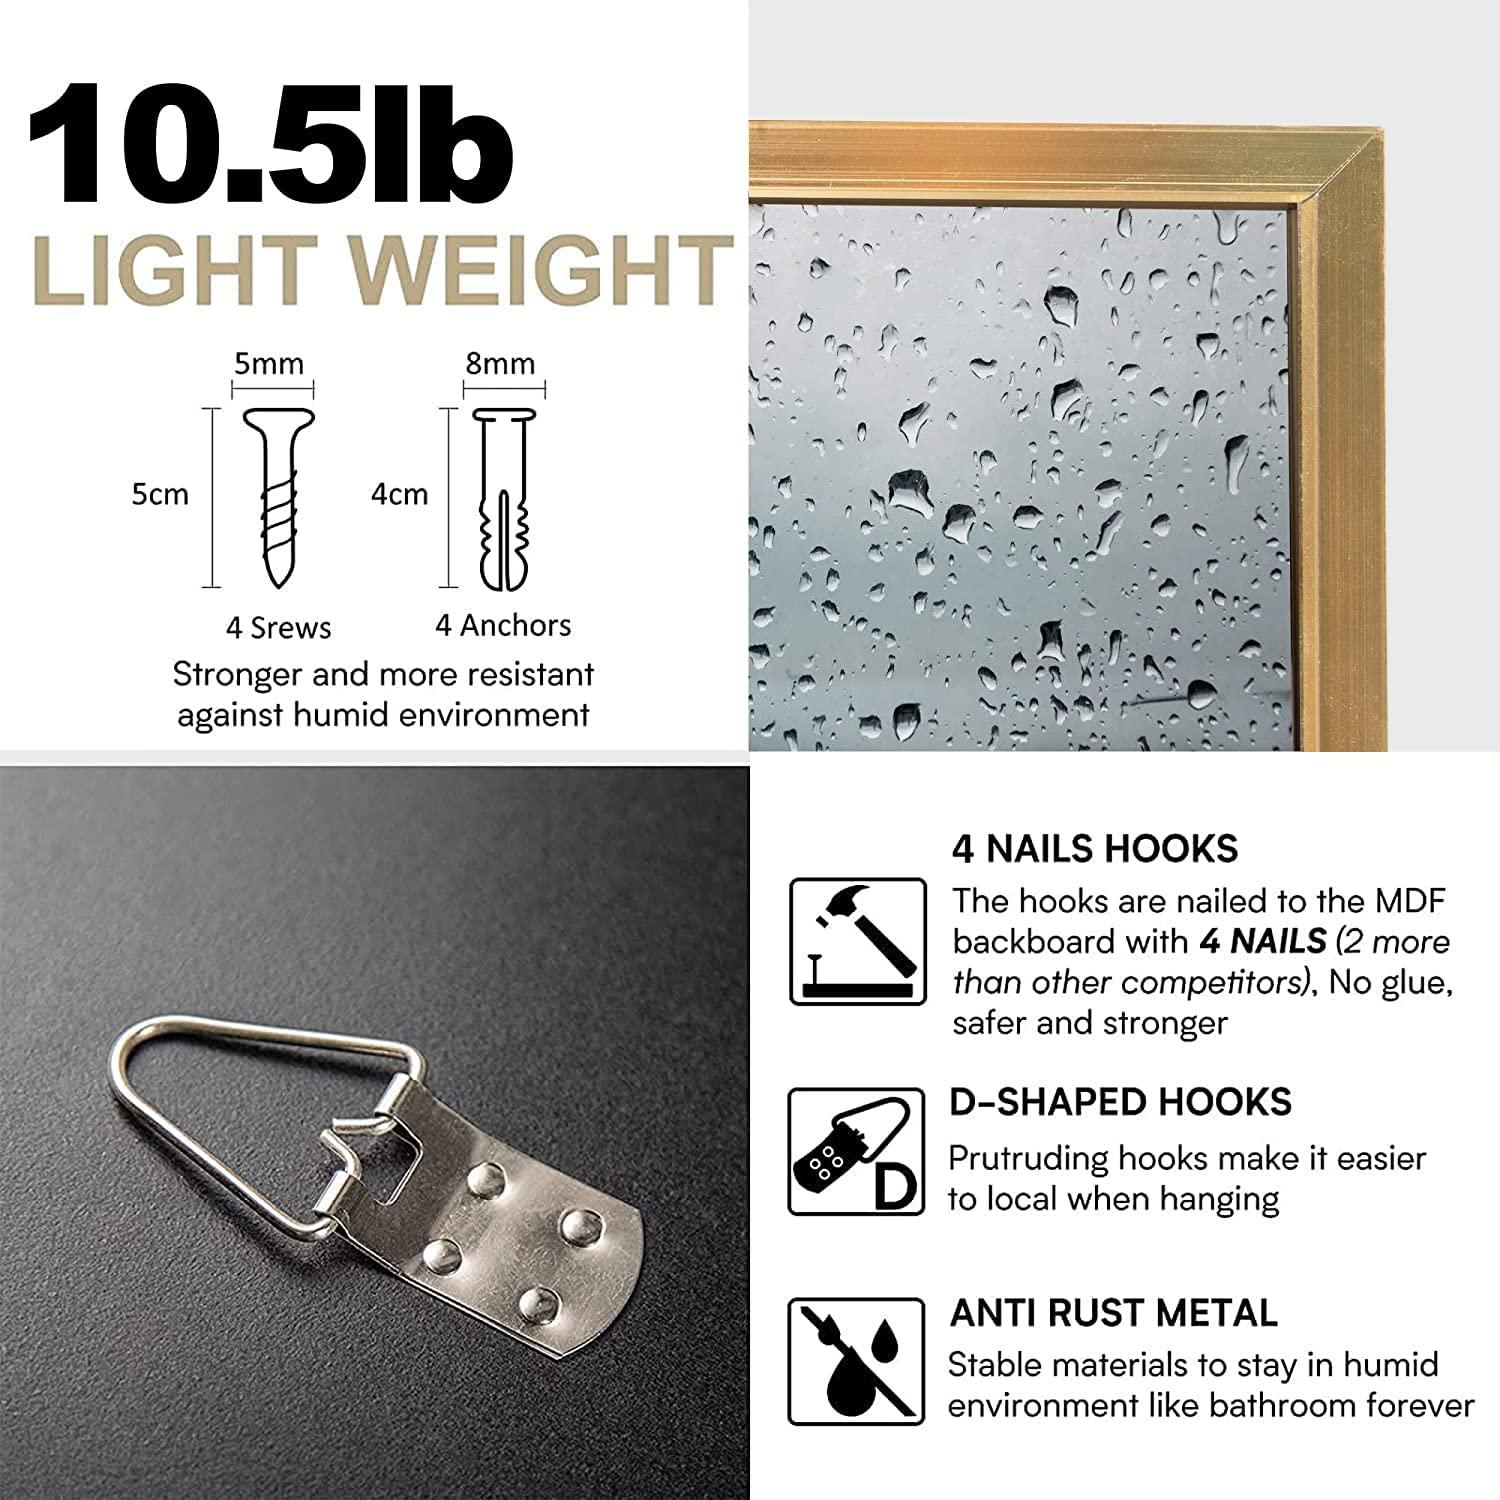 10.5lb
LIGHT WEIGHT
5mm
8mm
5cm
4cm
4 Srews
4 Anchors
Stronger and more resistant
against humid environment
4 NAILS HOOKS
The hooks are nailed to the MDF
backboard with 4 NAILS (2 more
than other competitors), No glue,
safer and stronger
D-SHAPED HOOKS
D
Prutruding hooks make it easier
to local when hanging
ANTI RUST METAL
Stable materials to stay in humid
environment like bathroom forever